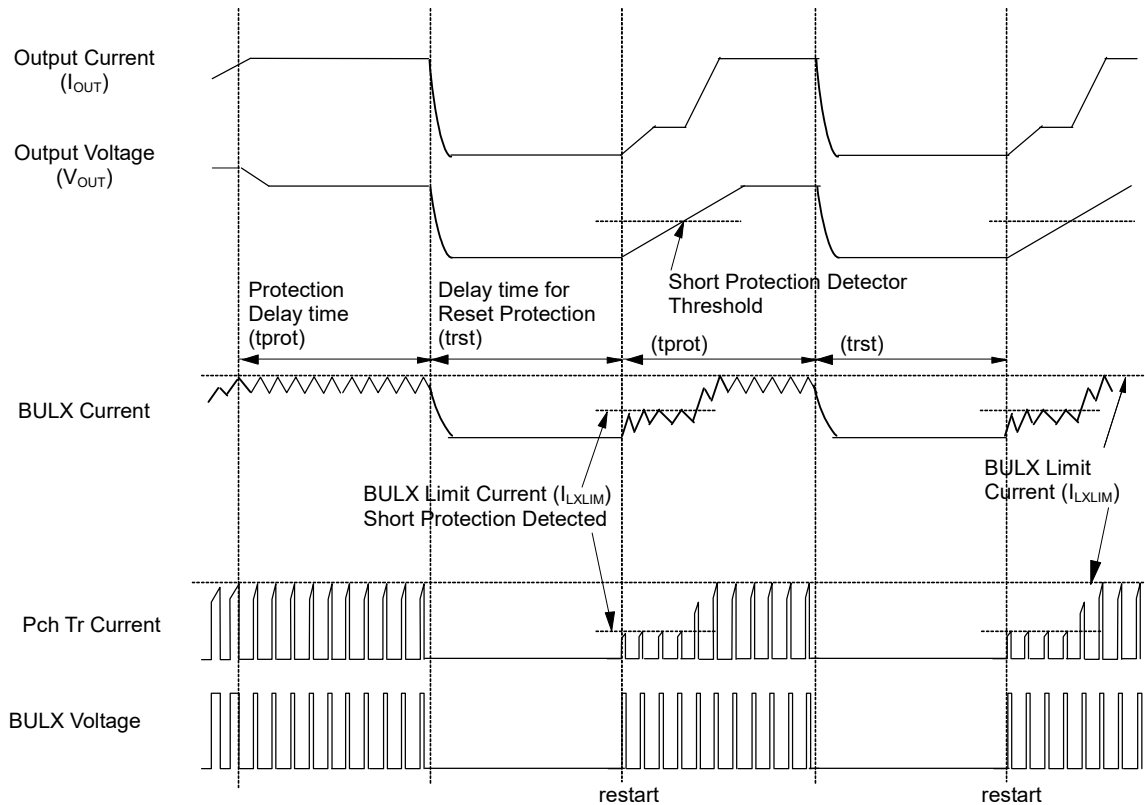 Output Current
(IOUT)
Output Voltage
(VOUT)
Short Protection Detector
Threshold
Protection
Delay time
(tprot)
Delay time for
Reset Protection
(trst)
(tprot)
(trst)
BULX Current
BULX Limit Current (ILXLIM)
Short Protection Detected
BULX Limit
Current (ILXLIM)
Pch Tr Current
BULX Voltage
restart
restart